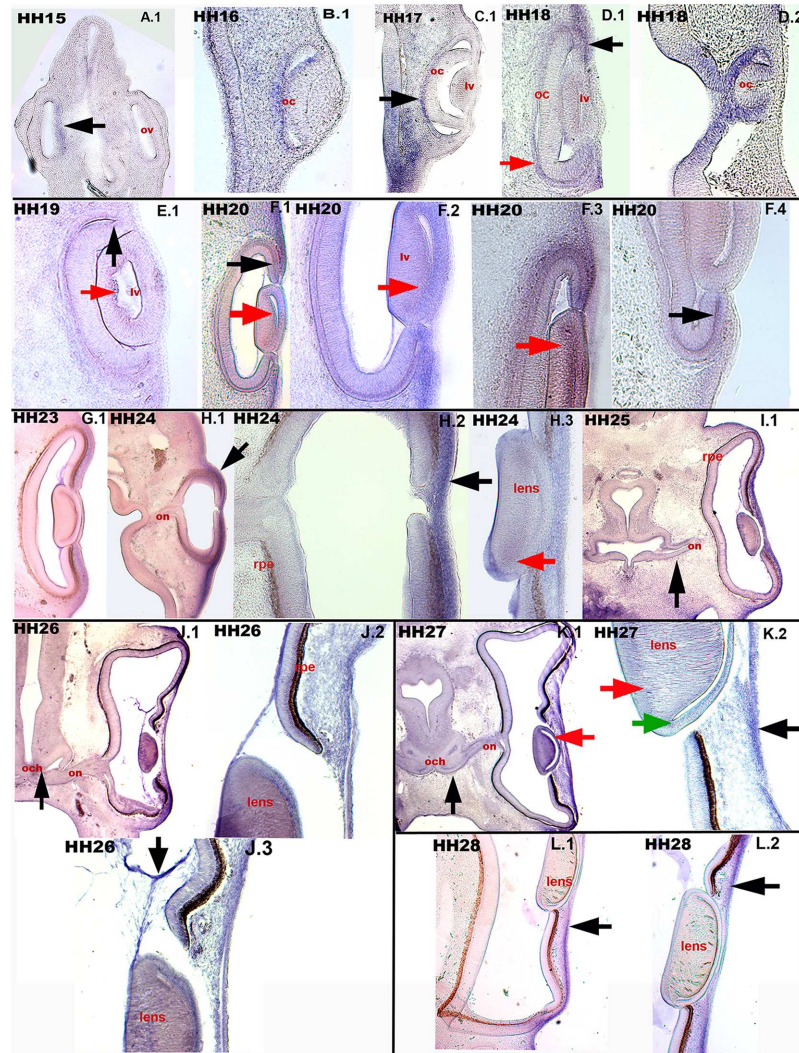 HH15 A.1
ov
HH16 B.1
oc
HH17 C.1
oc
lv
HH18 D.1
oc
lv
HH18 D.2
oc
HH19 E.1
lv
HH20 F.1
HH20 F.2
lv
HH20 F.3
HH20 F.4
HH23 G.1
HH24 H.1
on
HH24 H.2
rpe
HH24 H.3
lens
HH25 I.1
rpe
on
HH26 I.1
och
on
HH26 J.2
rpe
lens
HH27 K.1
och
on
HH27 K.2
lens
HH26 J.3
lens
HH28 L.1
lens
HH28 L.2
lens